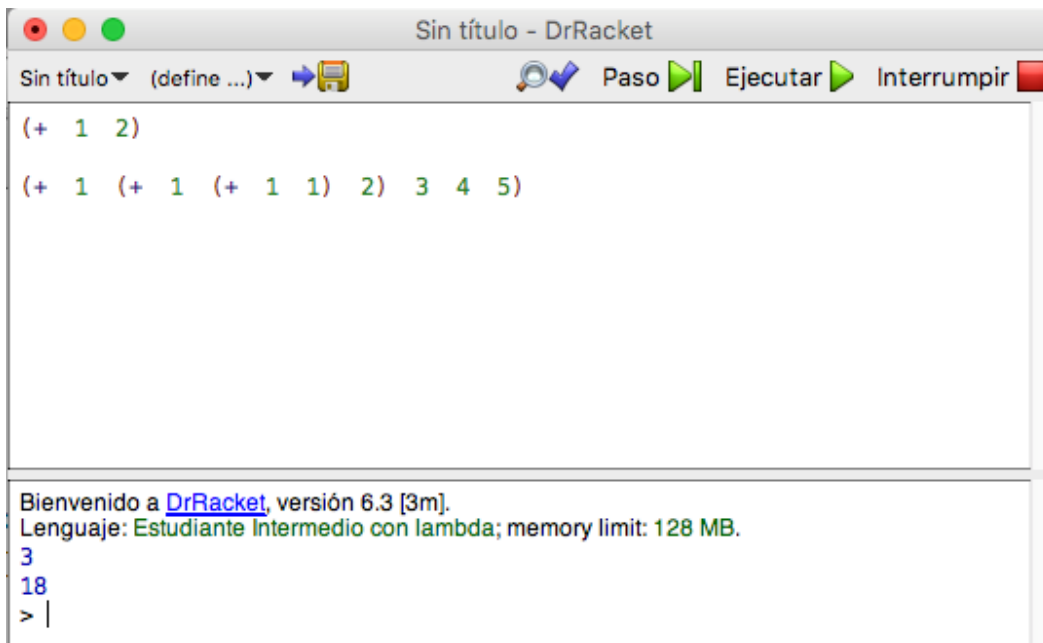 Sin título - DrRacket
Sin título (define ...) Paso Ejecutar Interrumpir
(+ 1 2)
(+ 1 (+ 1 (+ 1 1) 2) 3 4 5)
Bienvenido a DrRacket, versión 6.3 [3m].
Lenguaje: Estudiante Intermedio con lambda; memory limit: 128 MB.
3
18
>